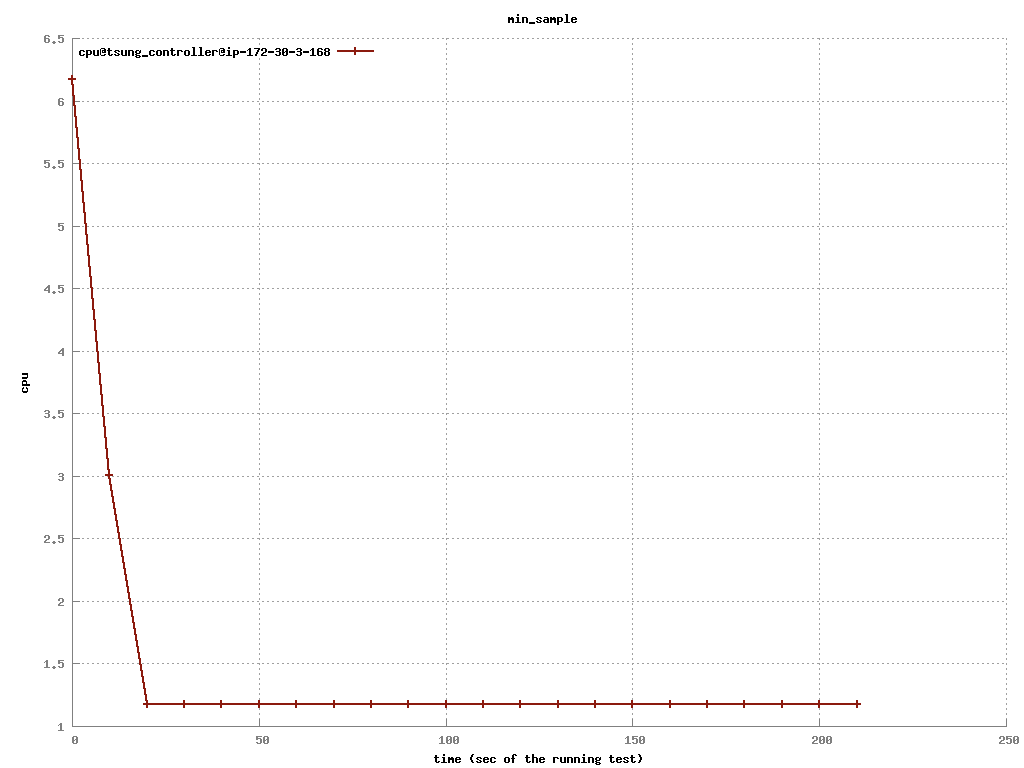 min_sample
6.5
cpu@tsung_controller@ip-172-30-3-168
6
5.5
5
4.5
4
cpu
3.5
3
2.5
2
1.5
1
0 50 100 150 200 250
time (sec of the running test)